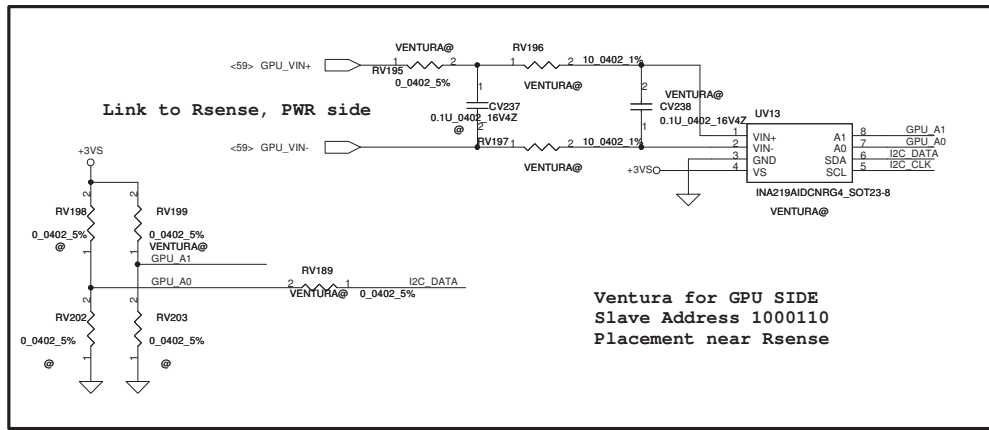 VENTURA@
RV196
<59> GPU_VIN+
1
2
1
2
10_0402_1%
RV195
0_0402_5%
VENTURA@
Link to Rsense, PWR side
1
CV237
0.1U_0402_16V4Z
@
2
2
VENTURA@
CV238
0.1U_0402_16V4Z
1
UV13
<59> GPU_VIN-
RV197
1
2
10_0402_1%
VENTURA@
1 VIN+ A1 8 GPU_A1
2 VIN- A0 7 GPU_A0
3 GND SDA 6 I2C_DATA
4 VS SCL 5 I2C_CLK
+3VS
INA219AIDCNRG4_SOT23-8
VENTURA@
+3VS
2
2
RV198
RV199
0_0402_5%
0_0402_5%
@
VENTURA@
1
1
GPU_A1
GPU_A0
RV189
2
1
I2C_DATA
VENTURA@
0_0402_5%
2
2
RV202
RV203
0_0402_5%
0_0402_5%
@
@
1
1
Ventura for GPU SIDE
Slave Address 1000110
Placement near Rsense